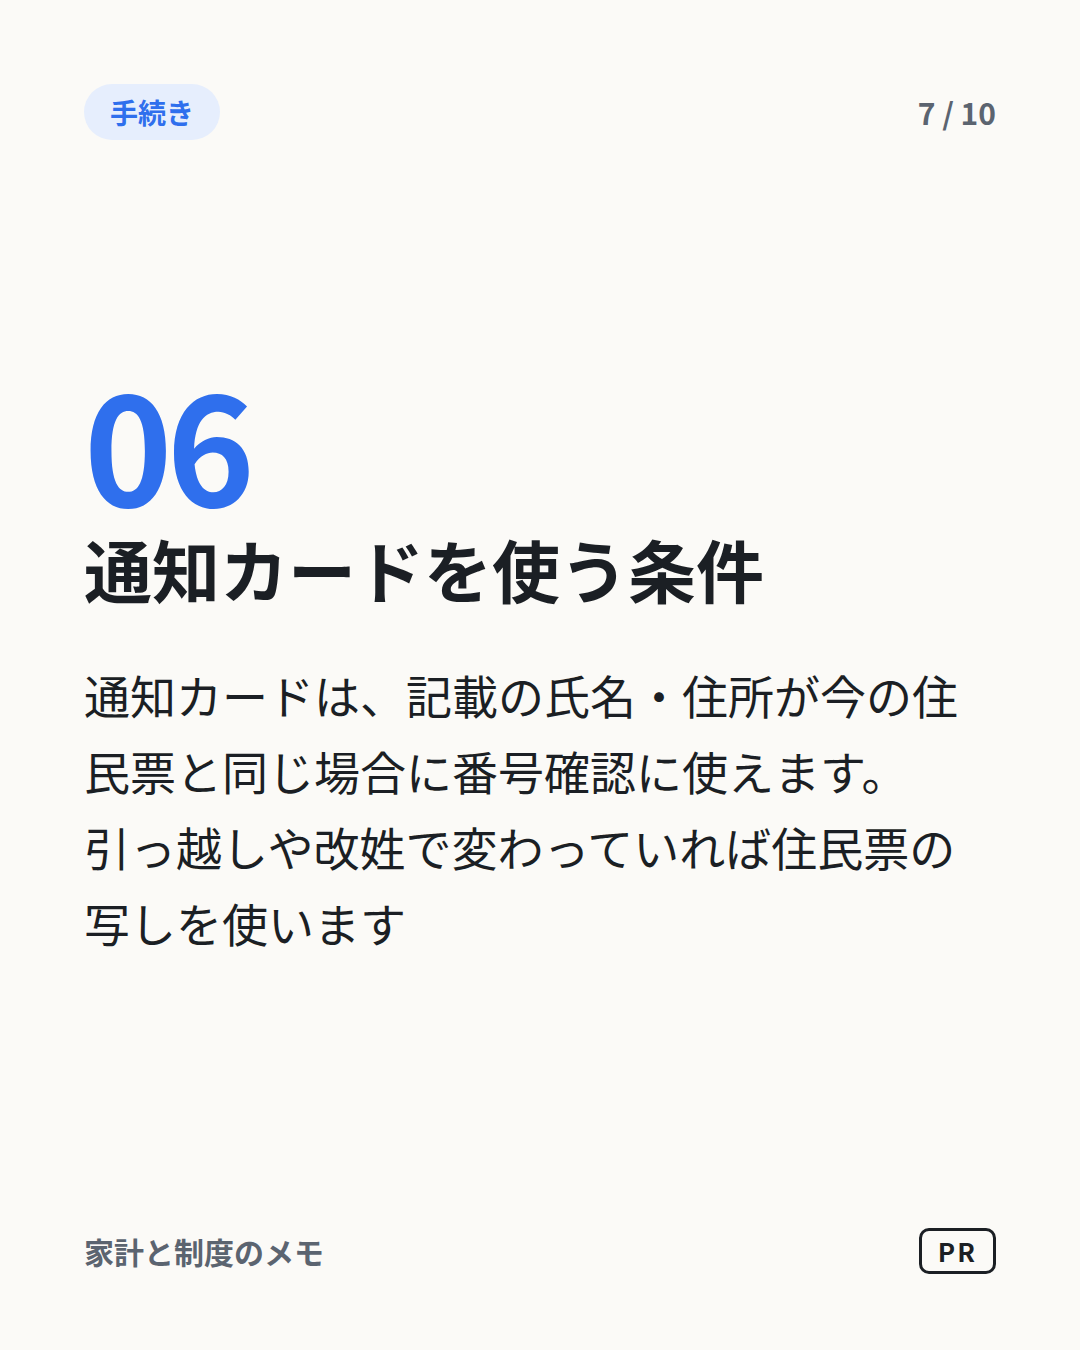 手続き
7 / 10
06
通知カードを使う条件
通知カードは、記載の氏名・住所が今の住
民票と同じ場合に番号確認に使えます。
引っ越しや改姓で変わっていれば住民票の
写しを使います
家計と制度のメモ
PR